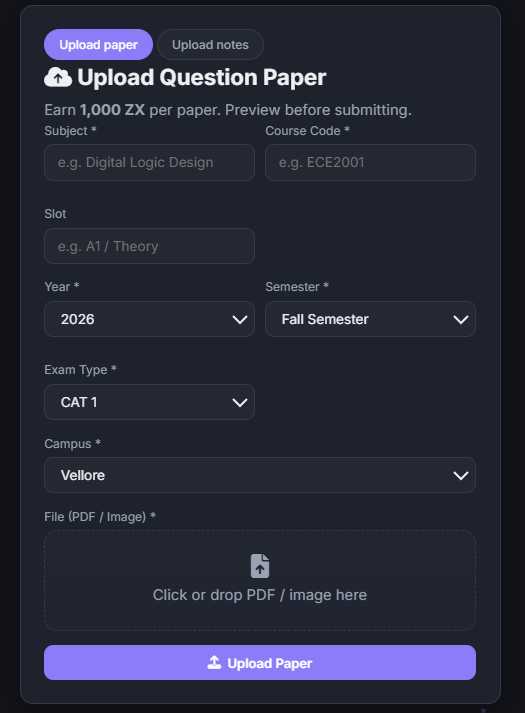 Upload paper Upload notes
Upload Question Paper
Earn 1,000 ZX per paper. Preview before submitting.
Subject * Course Code *
e.g. Digital Logic Design e.g. ECE2001
Slot
e.g. A1 / Theory
Year * Semester *
2026 Fall Semester
Exam Type *
CAT 1
Campus *
Vellore
File (PDF / Image) *
Click or drop PDF / image here
Upload Paper